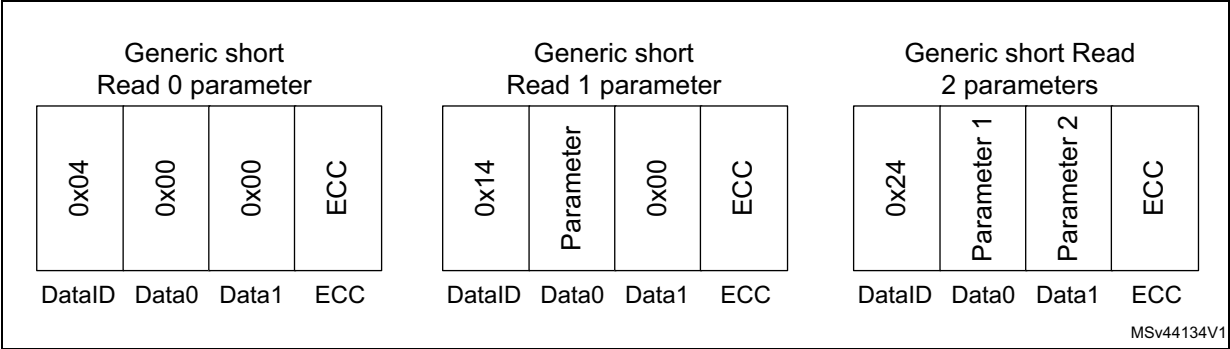 Generic short
Read 0 parameter
0x04
0x00
0x00
ECC
DataID Data0 Data1 ECC
Generic short
Read 1 parameter
0x14
Parameter
0x00
ECC
DataID Data0 Data1 ECC
Generic short Read
2 parameters
0x24
Parameter 1
Parameter 2
ECC
DataID Data0 Data1 ECC
MSv44134V1